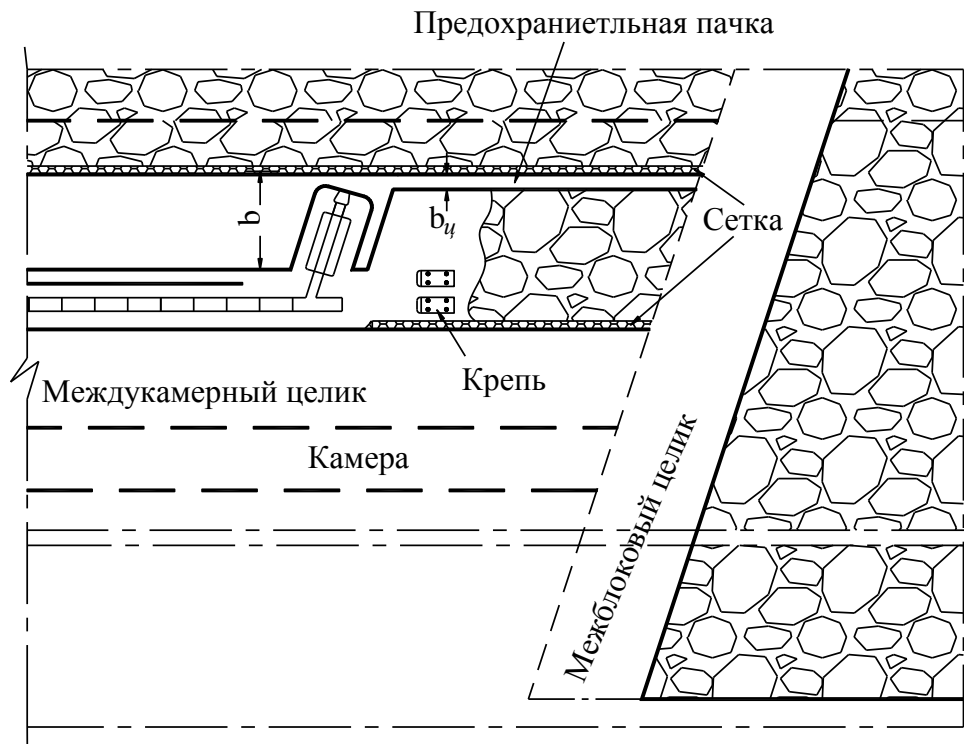 Предохраниетльная пачка
b
bц
Сетка
Крепь
Междукамерный целик
Камера
Межблоковый целик